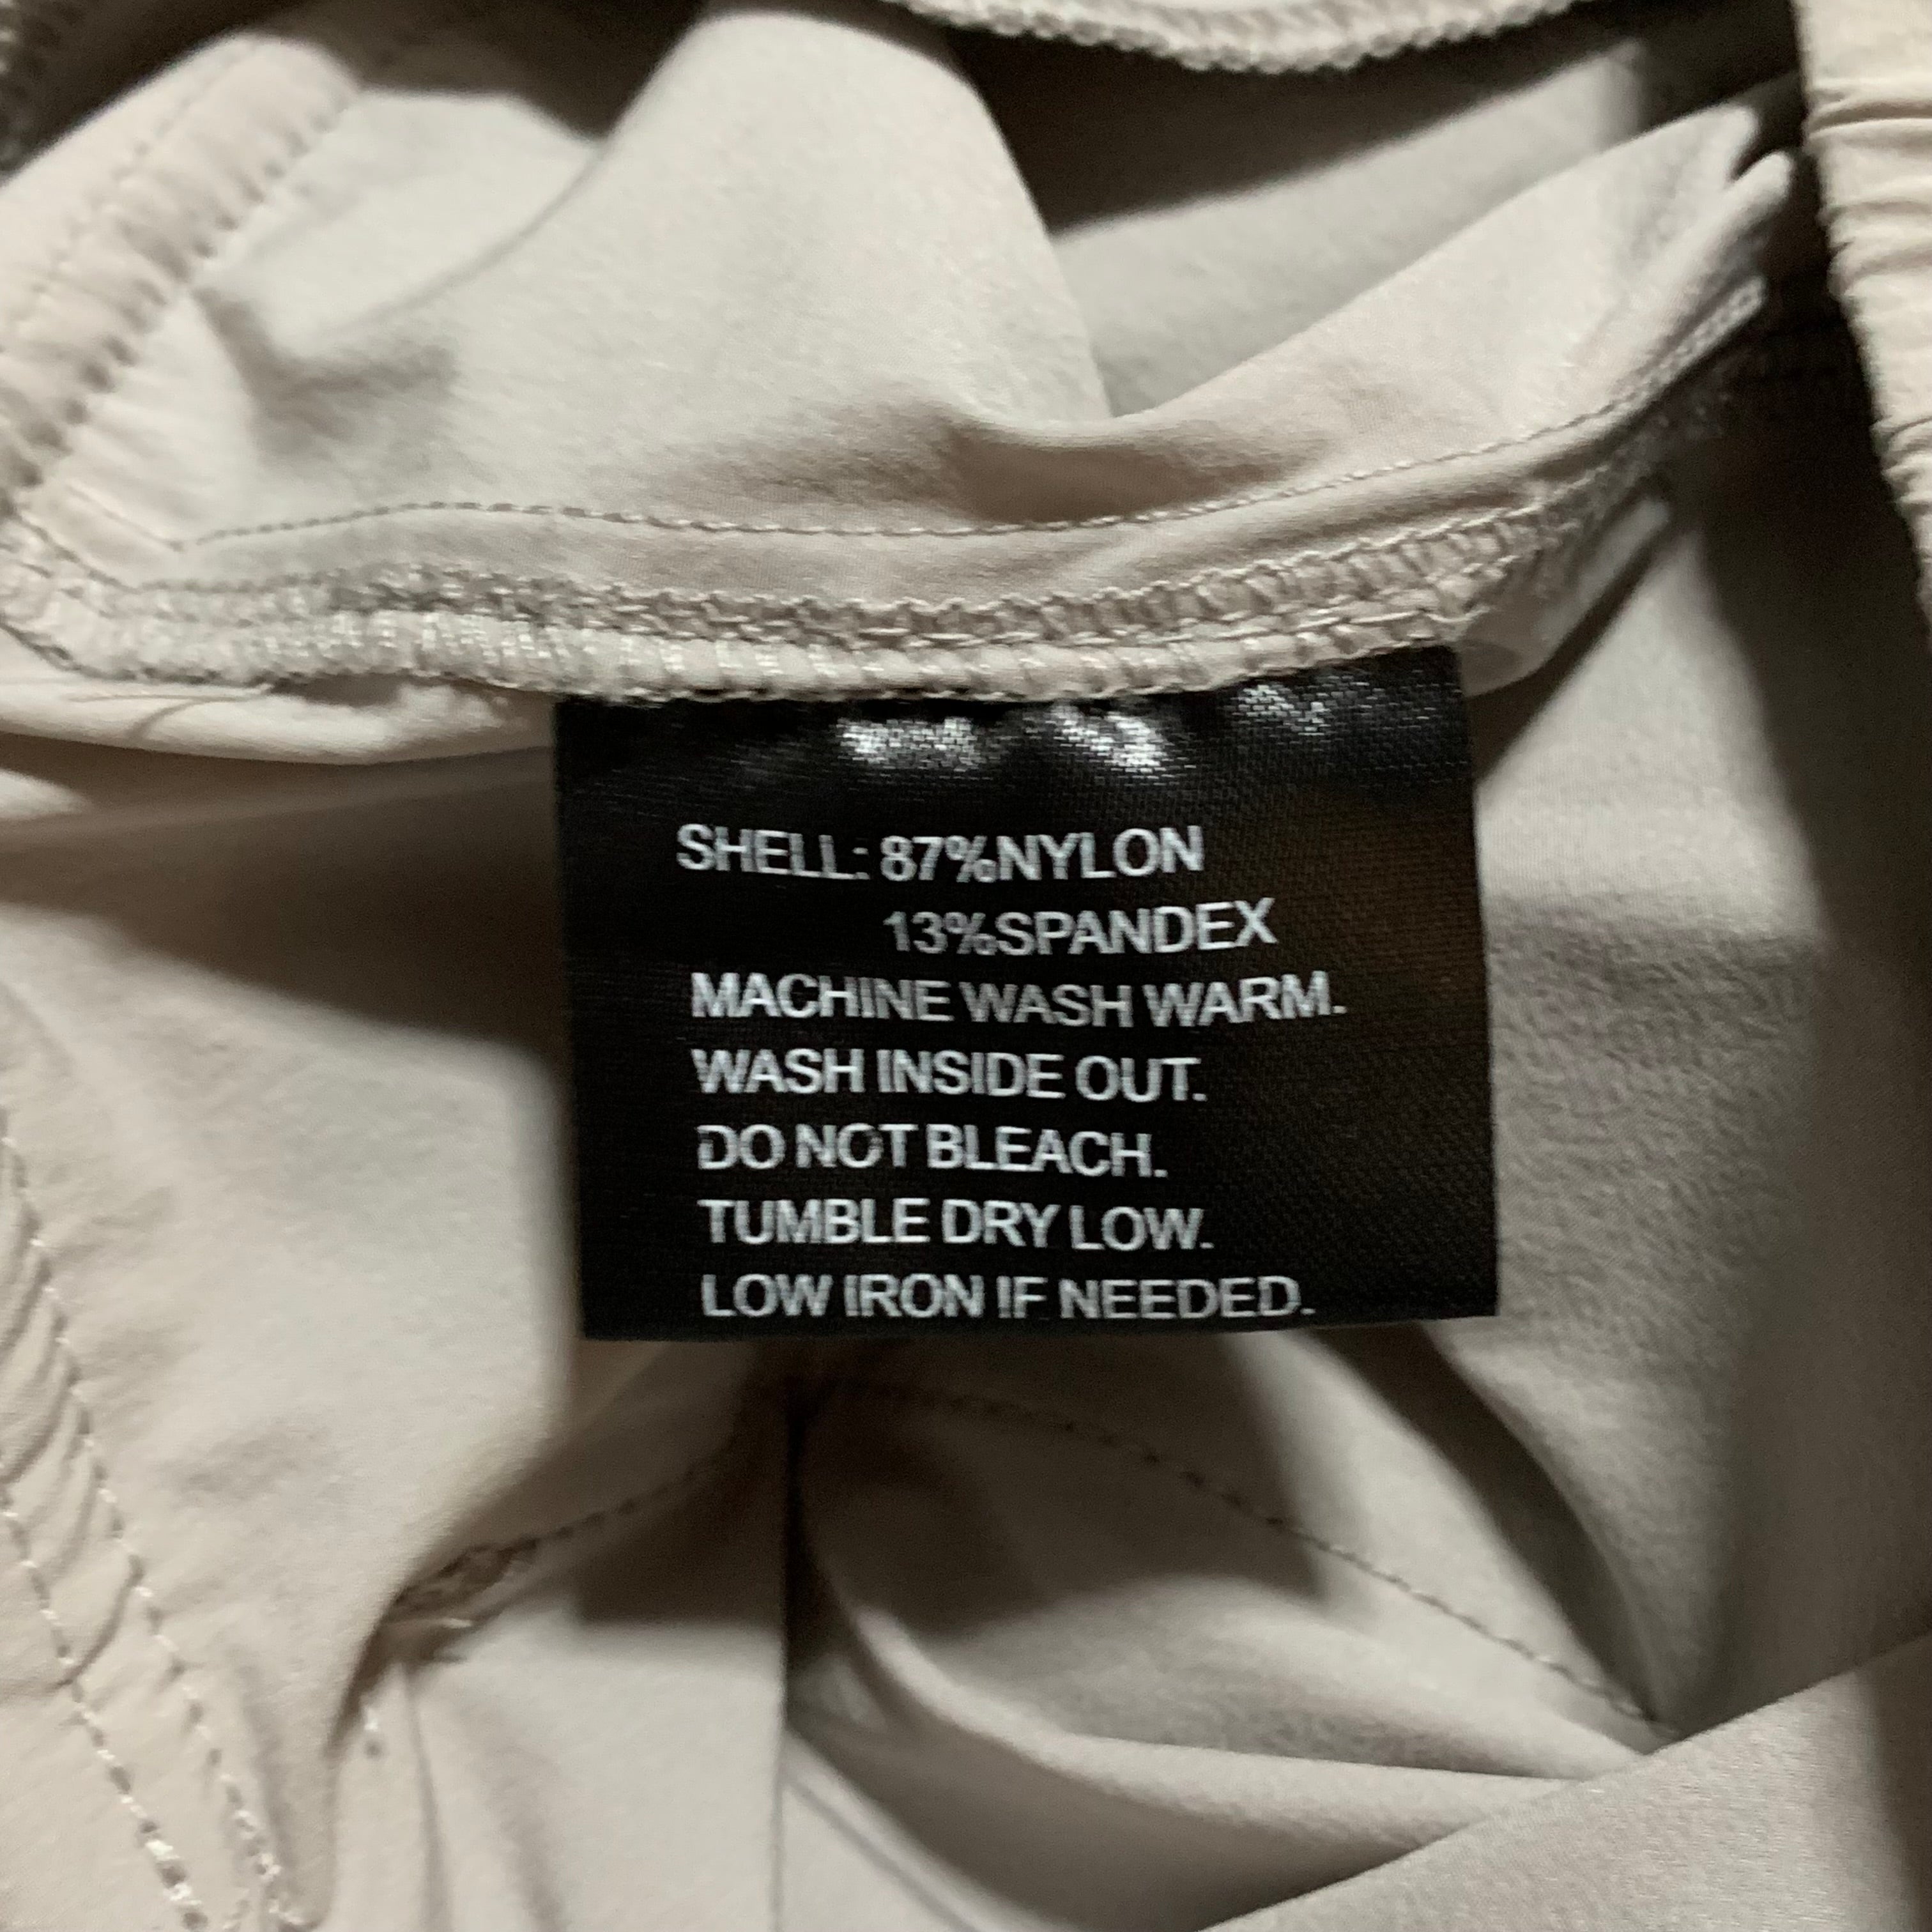 SHELL: 87%NYLON
13%SPANDEX
MACHINE WASH WARM.
WASH INSIDE OUT.
DO NOT BLEACH.
TUMBLE DRY LOW.
LOW IRON IF NEEDED.